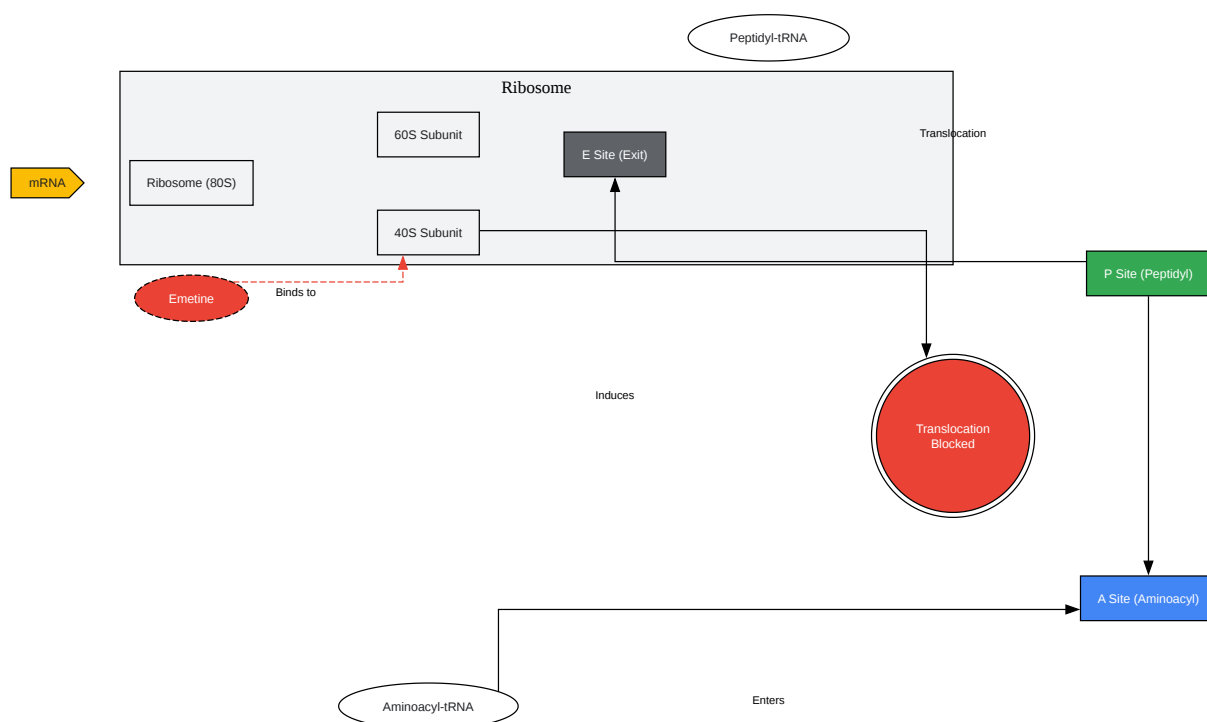 Peptidyl-tRNA
Ribosome
60S Subunit
Translocation
E Site (Exit)
mRNA
Ribosome (80S)
40S Subunit
P Site (Peptidyl)
Emetine
Binds to
Induces
Translocation
Blocked
A Site (Aminoacyl)
Enters
Aminoacyl-tRNA